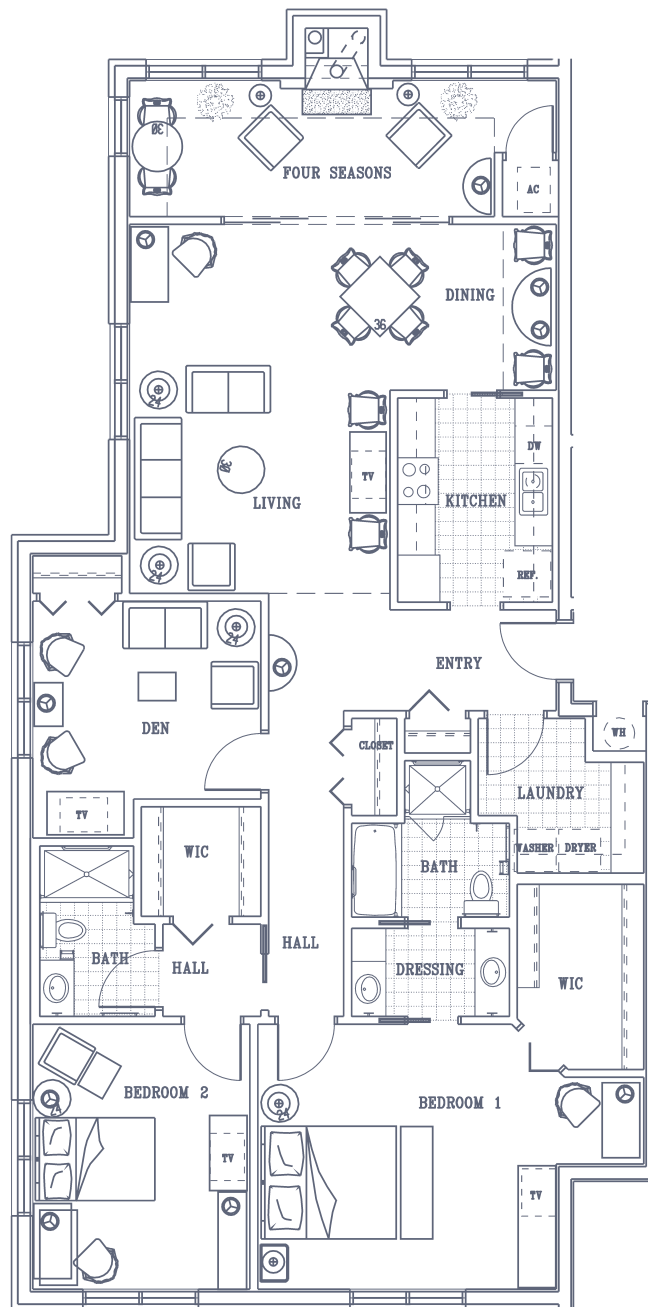 30
FOUR SEASONS
AC
DINING
36
24
TV
DW
30
LIVING
KITCHEN
24
REF.
24
ENTRY
DEN
CLOSET
WH
LAUNDRY
TV
WASHER DRYER
WIC
BATH
HALL
BATH
HALL
DRESSING
WIC
BEDROOM 2
BEDROOM 1
24
24
TV
TV